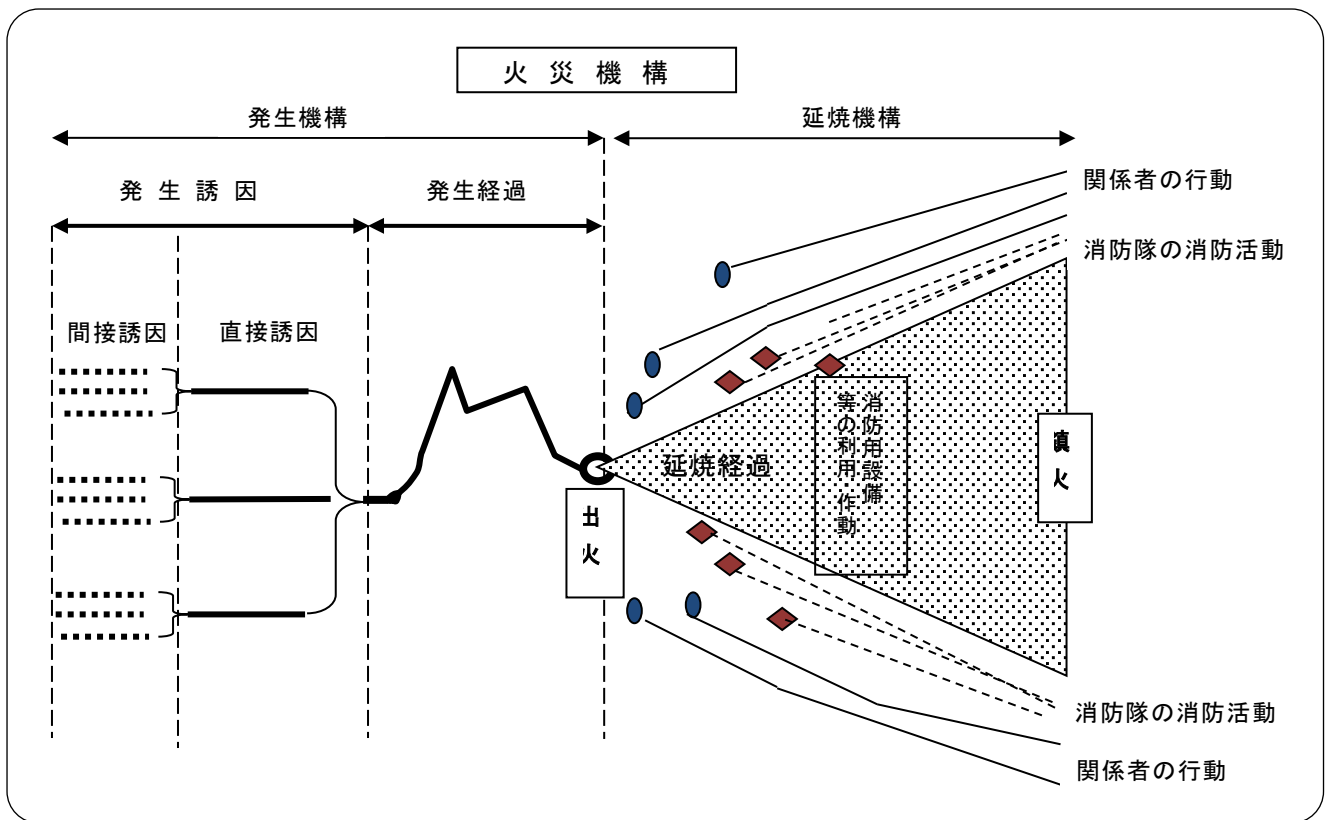 火災機構
発生機構
延焼機構
発生誘因
発生経過
関係者の行動
消防隊の消防活動
間接誘因
直接誘因
消防用設備
等の利用 作動
延焼経過
鎮火
出火
消防隊の消防活動
関係者の行動